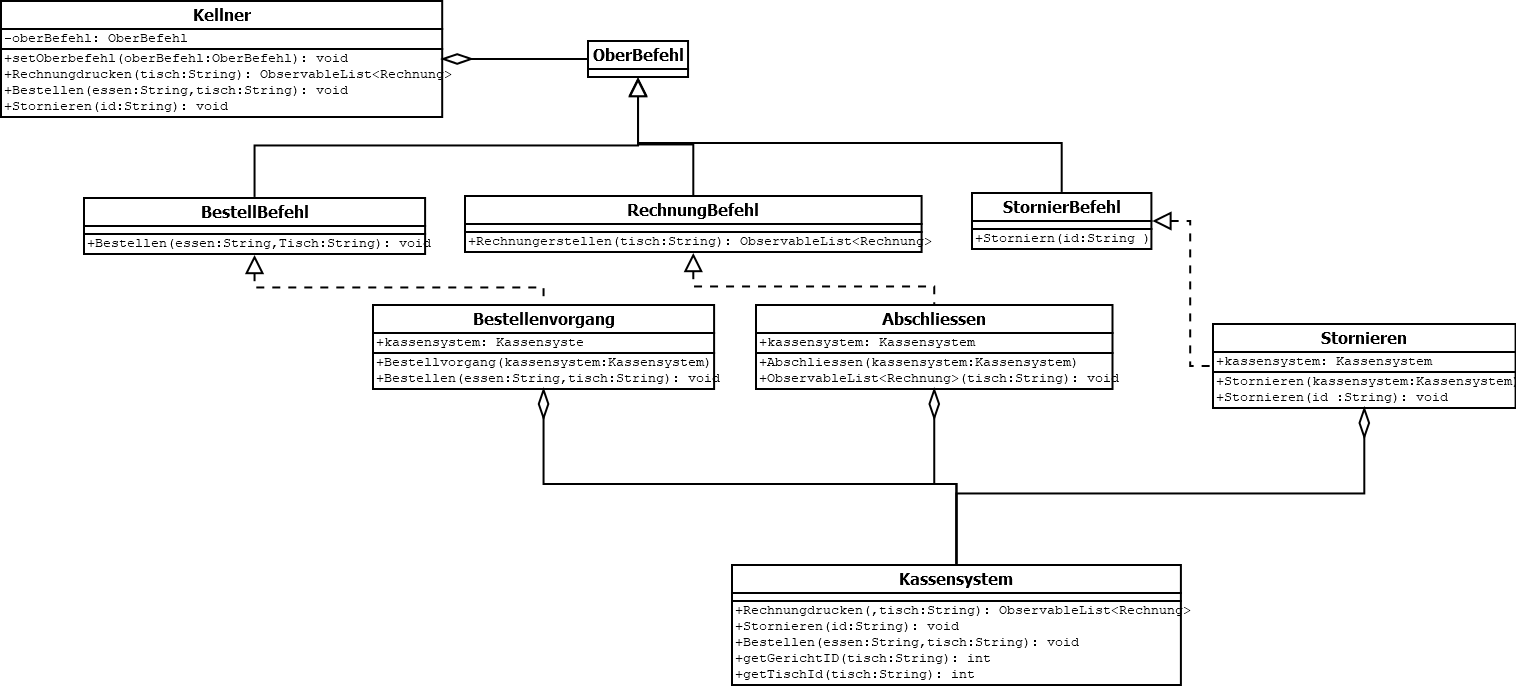 Kellner
-oberBefehl: OberBefehl
+setOberbefehl(oberBefehl:OberBefehl): void
+Rechnungdrucken(tisch:String): ObservableList<Rechnung>
+Bestellen(essen:String,tisch:String): void
+Stornieren(id:String): void
OberBefehl
BestellBefehl
+Bestellen(essen:String,Tisch:String): void
RechnungBefehl
+Rechnungerstellen(tisch:String): ObservableList<Rechnung>
StornierBefehl
+Storniern(id:String )
Bestellenvorgang
+kassensystem: Kassensyste
+Bestellvorgang(kassensystem:Kassensystem)
+Bestellen(essen:String,tisch:String): void
Abschliessen
+kassensystem: Kassensystem
+Abschliessen(kassensystem:Kassensystem)
+ObservableList<Rechnung>(tisch:String): void
Stornieren
+kassensystem: Kassensystem
+Stornieren(kassensystem:Kassensystem)
+Stornieren(id :String): void
Kassensystem
+Rechnungdrucken(,tisch:String): ObservableList<Rechnung>
+Stornieren(id:String): void
+Bestellen(essen:String,tisch:String): void
+getGerichtID(tisch:String): int
+getTischId(tisch:String): int